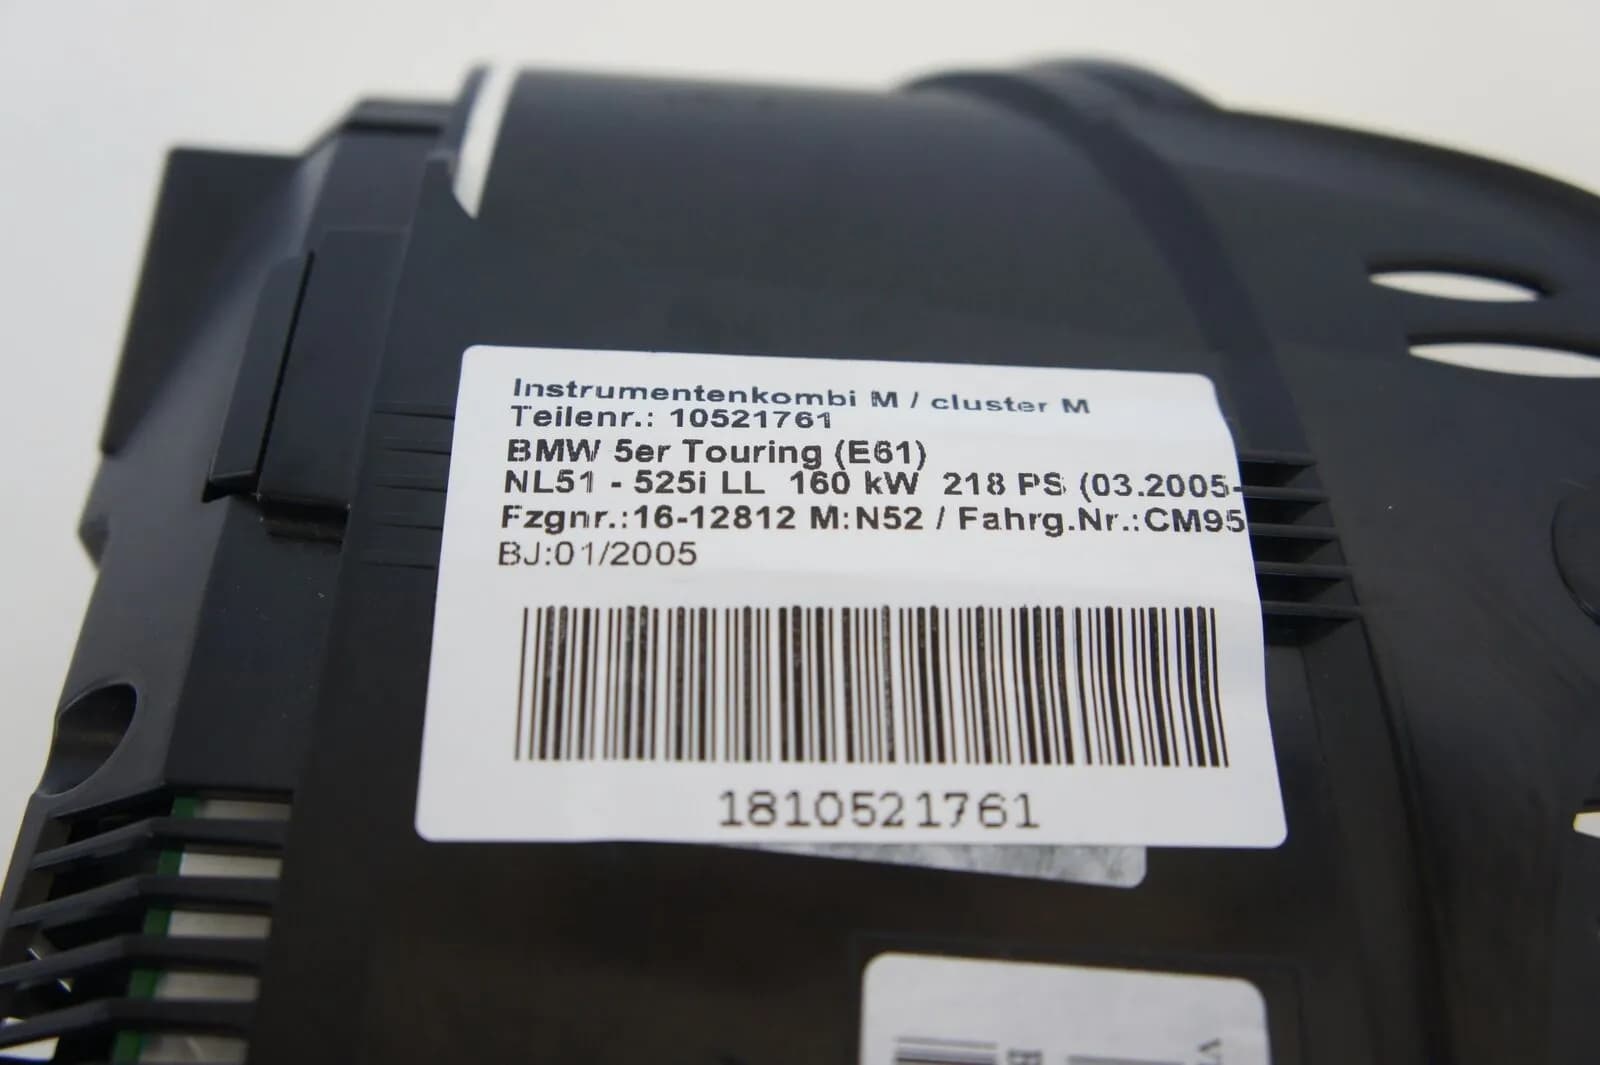 Instrumentenkombi M / cluster M
Teilenr.: 10521761
BMW 5er Touring (E61)
NL51 - 525i LL 160 kW 218 PS (03.2005-
Fzgnr.:16-12812 M:N52 / Fahrg.Nr.:CM95
BJ:01/2005
1810521761